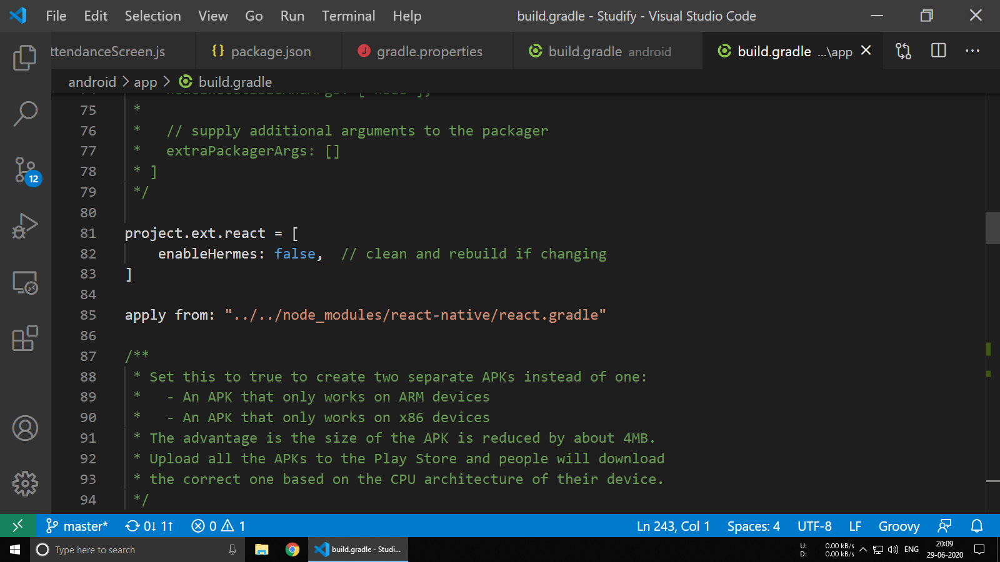 File Edit Selection View Go Run Terminal Help build.gradle - Studify - Visual Studio Code
ttendanceScreen.js {} package.json gradle.properties build.gradle android build.gradle ...\app
android > app > build.gradle
75 *
76 * // supply additional arguments to the packager
77 * extraPackagerArgs: []
78 * ]
79 */
80
81 project.ext.react = [
82 enableHermes: false, // clean and rebuild if changing
83 ]
84
85 apply from: "../../node_modules/react-native/react.gradle"
86
87 /**
88 * Set this to true to create two separate APKs instead of one:
89 * - An APK that only works on ARM devices
90 * - An APK that only works on x86 devices
91 * The advantage is the size of the APK is reduced by about 4MB.
92 * Upload all the APKs to the Play Store and people will download
93 * the correct one based on the CPU architecture of their device.
94 */
12
master* 0↓ 1↑ 0 1 Ln 243, Col 1 Spaces: 4 UTF-8 LF Groovy
Type here to search build.gradle - Studi... U: 0.00 kB/s D: 0.00 kB/s ENG 20:09 29-06-2020